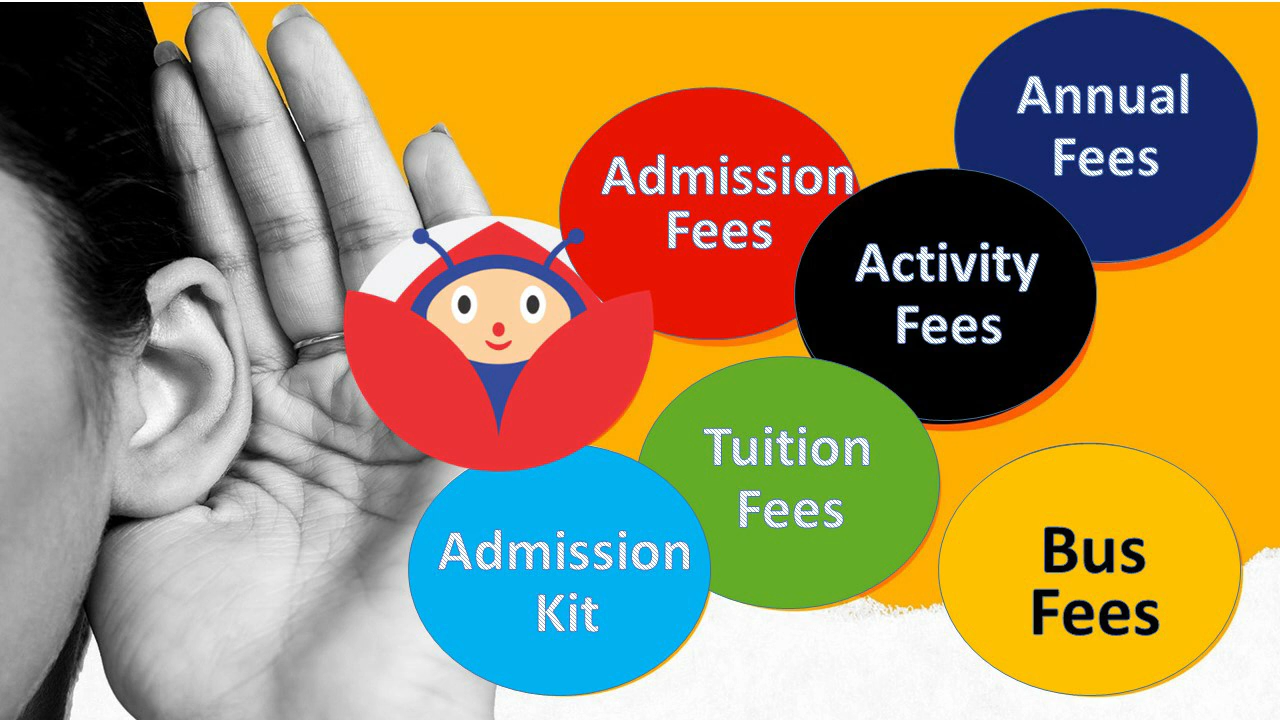 Annual
Fees
Admission
Fees
Activity
Fees
Tuition
Fees
Admission
Kit
Bus
Fees